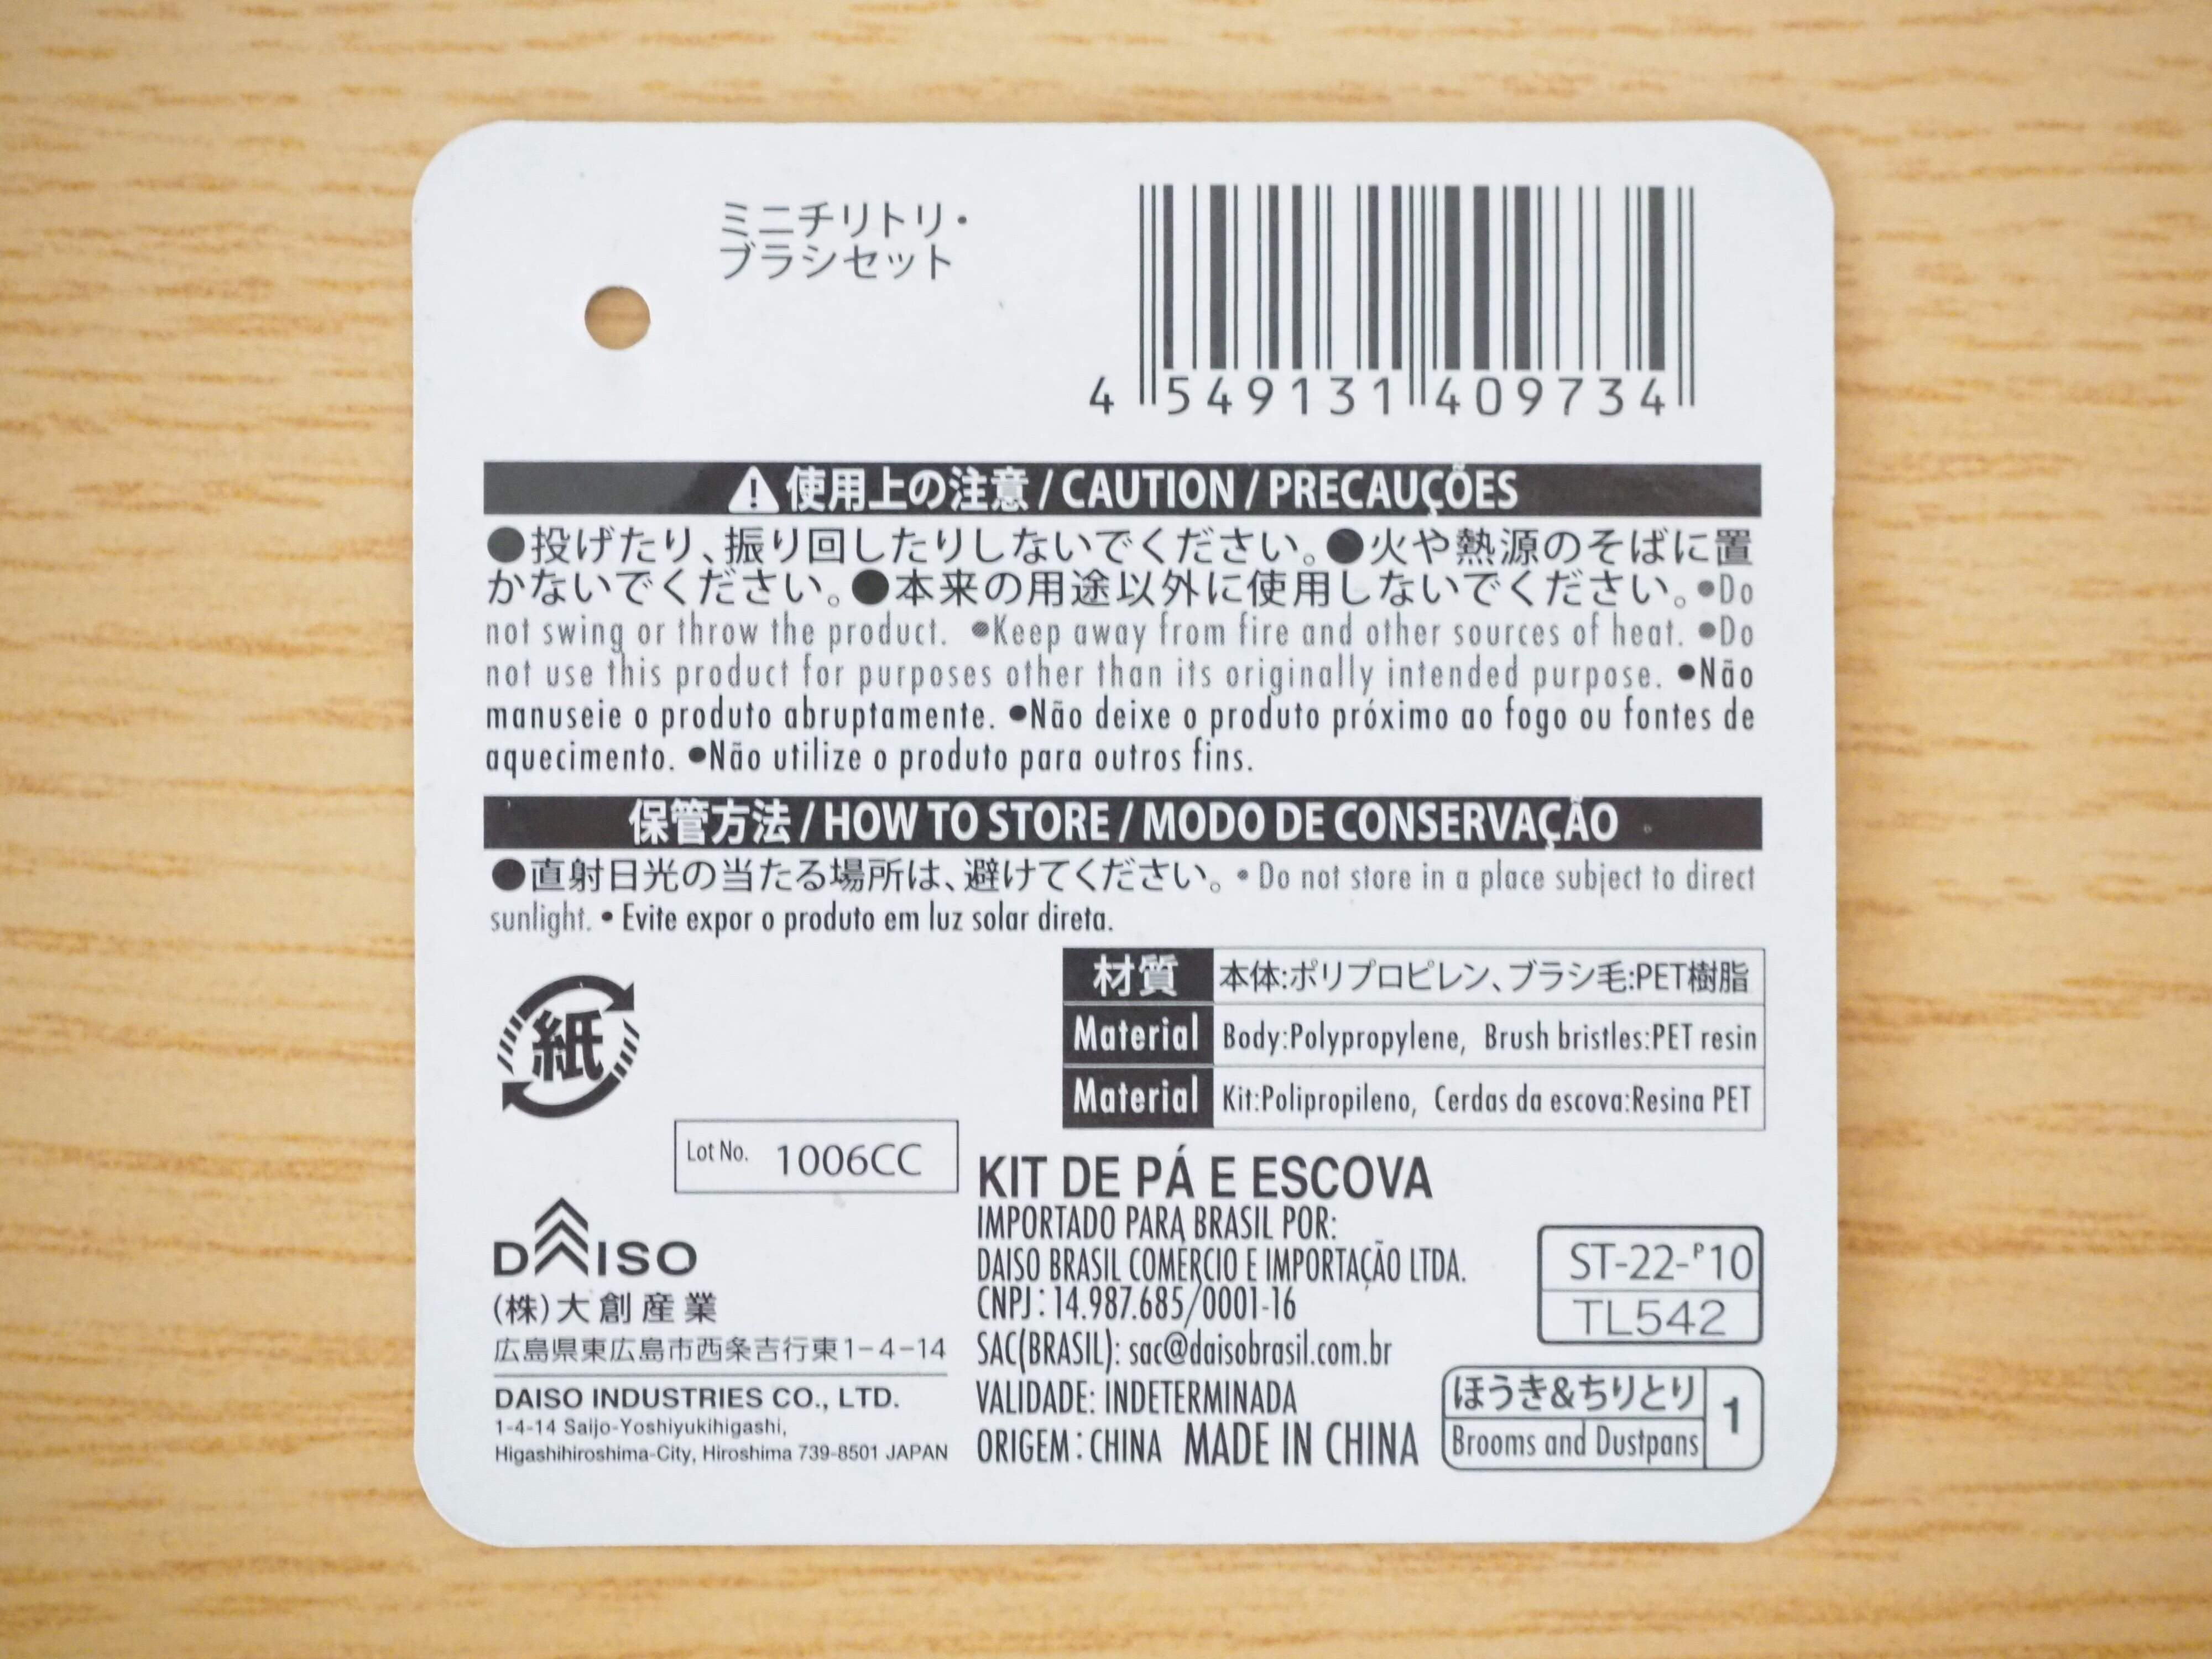 ミニチリトリ・
ブラシセット
4 549131 409734
使用上の注意 / CAUTION / PRECAUÇÕES
●投げたり、振り回したりしないでください。●火や熱源のそばに置
かないでください。●本来の用途以外に使用しないでください。●Do
not swing or throw the product. ●Keep away from fire and other sources of heat. ●Do
not use this product for purposes other than its originally intended purpose. ●Não
manuseie o produto abruptamente. ●Não deixe o produto próximo ao fogo ou fontes de
aquecimento. ●Não utilize o produto para outros fins.
保管方法 / HOW TO STORE / MODO DE CONSERVAÇÃO
●直射日光の当たる場所は、避けてください。• Do not store in a place subject to direct
sunlight. • Evite expor o produto em luz solar direta.
材質 本体:ポリプロピレン、ブラシ毛:PET樹脂
Material Body:Polypropylene, Brush bristles:PET resin
Material Kit:Polipropileno, Cerdas da escova:Resina PET
紙
Lot No. 1006CC
DAISO
(株)大創産業
広島県東広島市西条吉行東1-4-14
DAISO INDUSTRIES CO., LTD.
1-4-14 Saijo-Yoshiyukihigashi,
Higashihiroshima-City, Hiroshima 739-8501 JAPAN
KIT DE PÁ E ESCOVA
IMPORTADO PARA BRASIL POR:
DAISO BRASIL COMÉRCIO E IMPORTAÇÃO LTDA.
CNPJ: 14.987.685/0001-16
SAC(BRASIL): sac@daisobrasil.com.br
VALIDADE: INDETERMINADA
ORIGEM: CHINA MADE IN CHINA
ST-22-P10
TL542
ほうき&ちりとり
Brooms and Dustpans
1